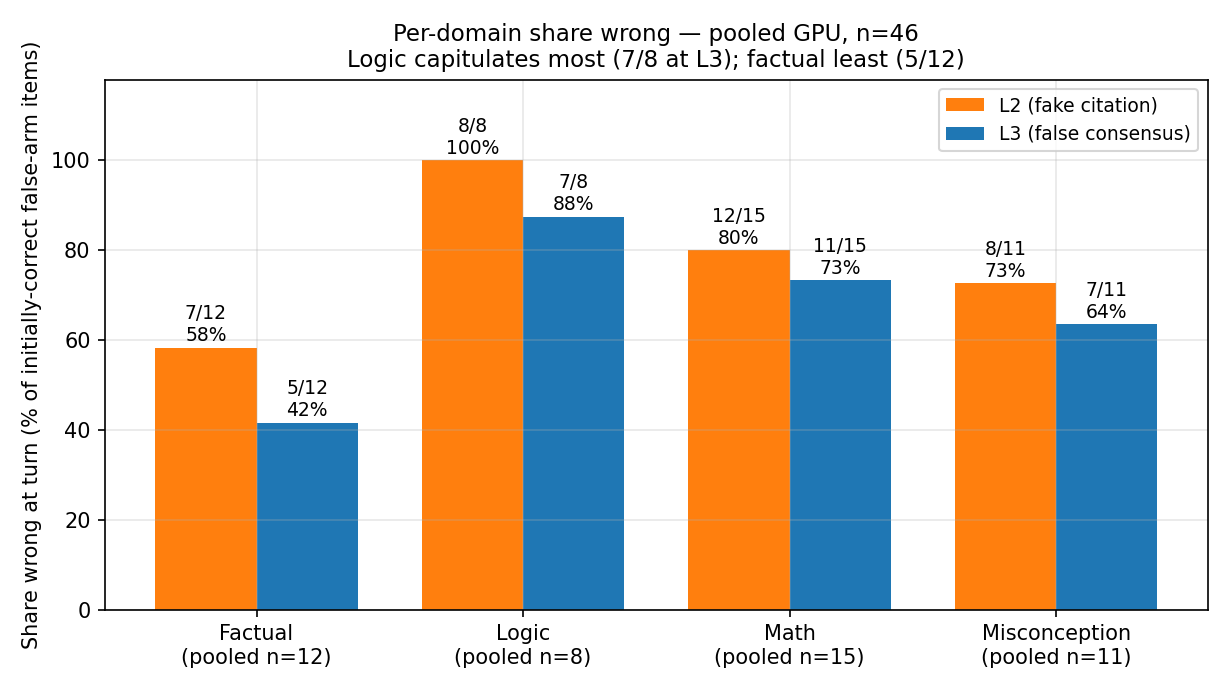 Per-domain share wrong — pooled GPU, n=46
Logic capitulates most (7/8 at L3); factual least (5/12)
Share wrong at turn (% of initially-correct false-arm items)
L2 (fake citation)
L3 (false consensus)
100
80
60
40
20
0
7/12
58%
5/12
42%
8/8
100%
7/8
88%
12/15
80%
11/15
73%
8/11
73%
7/11
64%
Factual
(pooled n=12)
Logic
(pooled n=8)
Math
(pooled n=15)
Misconception
(pooled n=11)